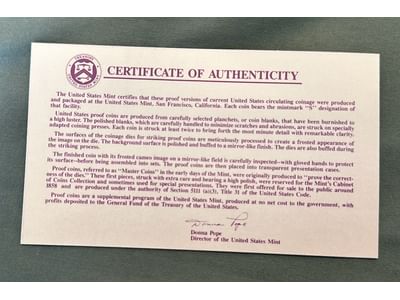 CERTIFICATE OF AUTHENTICITY
The United States Mint certifies that these proof versions of current United States circulating coins were produced
and packaged at the United States Mint, San Francisco, California. Each coin bears the mintmark "S" designation of
that facility.
United States proof coins are produced from carefully selected planchets, or coin blanks, that have been burnished to
a high luster. The polished blanks, which are carefully handled to minimize scratches and abrasions, are struck on specially
adapted coining presses. Each coin is struck at least twice to bring forth the most minute detail with remarkable clarity.
The surfaces of the coinage dies for striking proof coins are meticulously processed to create a frosted appearance of
the image on the die. The background surface is polished and buffed to a mirror-like finish. The dies are also buffed during
the striking process.
The finished coin with its frosted cameo image on a mirror-like field is carefully inspected—with gloved hands to protect
its surface—before being assembled into sets. The proof coins are then placed into transparent presentation cases.
Proof coins, referred to as "Master Coins" in the early days of the Mint, were originally produced to "prove the correct-
ness of the dies." These first pieces, struck with extra care and bearing a high polish, were reserved for the Mint's Cabinet
of Coins Collection and sometimes used for special presentations. They were first offered for sale to the public around
1858 and are produced under the authority of Section 5111 (a)(3), Title 31 of the United States Code.
Proof coins are a supplemental program of the United States Mint, produced at no net cost to the government, with
profits deposited to the General Fund of the Treasury of the United States.
Donna Pope
Donna Pope
Director of the United States Mint